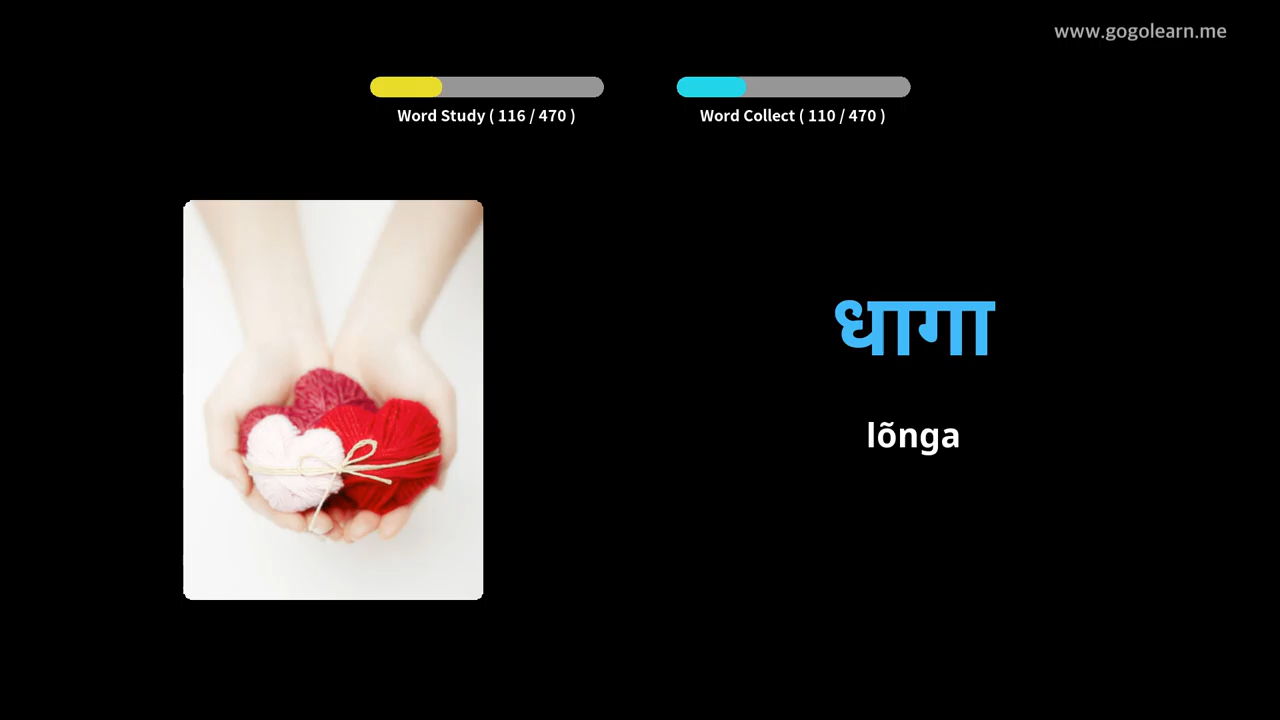 www.gogolearn.me
Word Study ( 116 / 470 )
Word Collect ( 110 / 470 )
धागा
lõnga